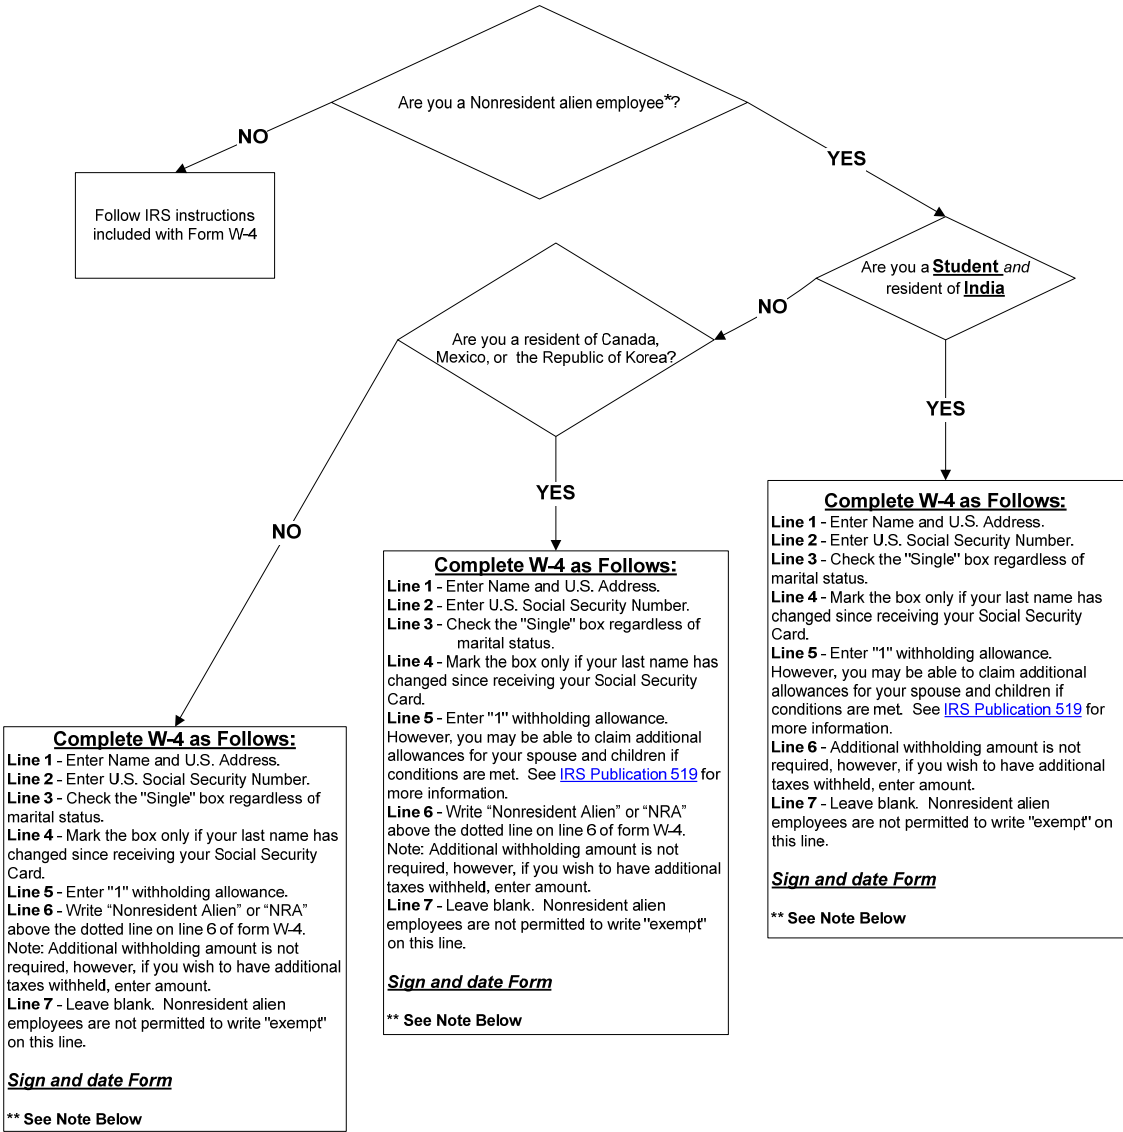 Are you a Nonresident alien employee*?
NO
YES
Follow IRS instructions
included with Form W-4
Are you a Student and
resident of India
NO
Are you a resident of Canada,
Mexico, or the Republic of Korea?
YES
YES
NO
Complete W-4 as Follows:
Line 1 - Enter Name and U.S. Address.
Line 2 - Enter U.S. Social Security Number.
Line 3 - Check the "Single" box regardless of
marital status.
Line 4 - Mark the box only if your last name has
changed since receiving your Social Security
Card.
Line 5 - Enter "1" withholding allowance.
However, you may be able to claim additional
allowances for your spouse and children if
conditions are met. See IRS Publication 519 for
more information.
Line 6 - Additional withholding amount is not
required, however, if you wish to have additional
taxes withheld, enter amount.
Line 7 - Leave blank. Nonresident alien
employees are not permitted to write "exempt" on
this line.
Sign and date Form
** See Note Below
Complete W-4 as Follows:
Line 1 - Enter Name and U.S. Address.
Line 2 - Enter U.S. Social Security Number.
Line 3 - Check the "Single" box regardless of
marital status.
Line 4 - Mark the box only if your last name has
changed since receiving your Social Security
Card.
Line 5 - Enter "1" withholding allowance.
However, you may be able to claim additional
allowances for your spouse and children if
conditions are met. See IRS Publication 519 for
more information.
Line 6 - Write “Nonresident Alien” or “NRA”
above the dotted line on line 6 of form W-4.
Note: Additional withholding amount is not
required, however, if you wish to have additional
taxes withheld, enter amount.
Line 7 - Leave blank. Nonresident alien
employees are not permitted to write "exempt"
on this line.
Sign and date Form
** See Note Below
Complete W-4 as Follows:
Line 1 - Enter Name and U.S. Address.
Line 2 - Enter U.S. Social Security Number.
Line 3 - Check the "Single" box regardless of
marital status.
Line 4 - Mark the box only if your last name has
changed since receiving your Social Security
Card.
Line 5 - Enter "1" withholding allowance.
Line 6 - Write “Nonresident Alien” or “NRA”
above the dotted line on line 6 of form W-4.
Note: Additional withholding amount is not
required, however, if you wish to have additional
taxes withheld, enter amount.
Line 7 - Leave blank. Nonresident alien
employees are not permitted to write "exempt"
on this line.
Sign and date Form
** See Note Below